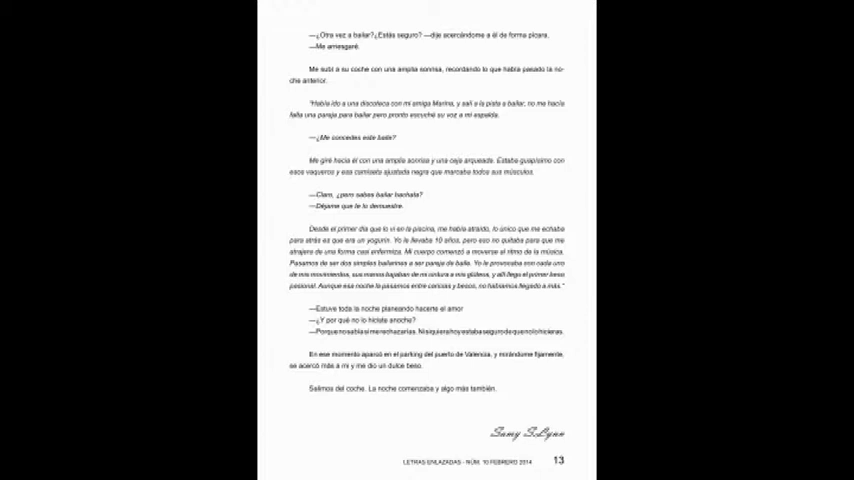 —¿Otra vez a bailar?¿Estás seguro? —dije acercándome a él de forma pícara.
—Me arriesgaré.
Me subí a su coche con una amplia sonrisa, recordando lo que había pasado la no-
che anterior.
"Había ido a una discoteca con mi amiga Marina, y salí a la pista a bailar, no me hacía
falta una pareja para bailar pero pronto escuché su voz a mi espalda.
—¿Me concedes este baile?
Me giré hacia él con una amplia sonrisa y una ceja arqueada. Estaba guapísimo con
esos vaqueros y esa camiseta ajustada negra que marcaba todos sus músculos.
—Claro, ¿pero sabes bailar bachata?
—Déjame que te lo demuestre.
Desde el primer día que lo vi en la piscina, me había atraído, lo único que me echaba
para atrás es que era un yogurín. Yo le llevaba 10 años, pero eso no quitaba para que me
atrajera de una forma casi enfermiza. Mi cuerpo comenzó a moverse al ritmo de la música.
Pasamos de ser dos simples bailarines a ser pareja de baile. Yo le provocaba con cada uno
de mis movimientos, sus manos bajaban de mi cintura a mis glúteos, y allí llego el primer beso
pasional. Aunque esa noche la pasamos entre caricias y besos, no habíamos llegado a más."
—Estuve toda la noche planeando hacerte el amor
—¿Y por qué no lo hiciste anoche?
—Porque no sabía si me rechazarías. Ni siquiera hoy estaba seguro de que no lo hicieras.
En ese momento aparcó en el parking del puerto de Valencia, y mirándome fijamente,
se acercó más a mi y me dio un dulce beso.
Salimos del coche. La noche comenzaba y algo más también.
Samy S.Lynn
LETRAS ENLAZADAS - NÚM. 10 FEBRERO 2014 13